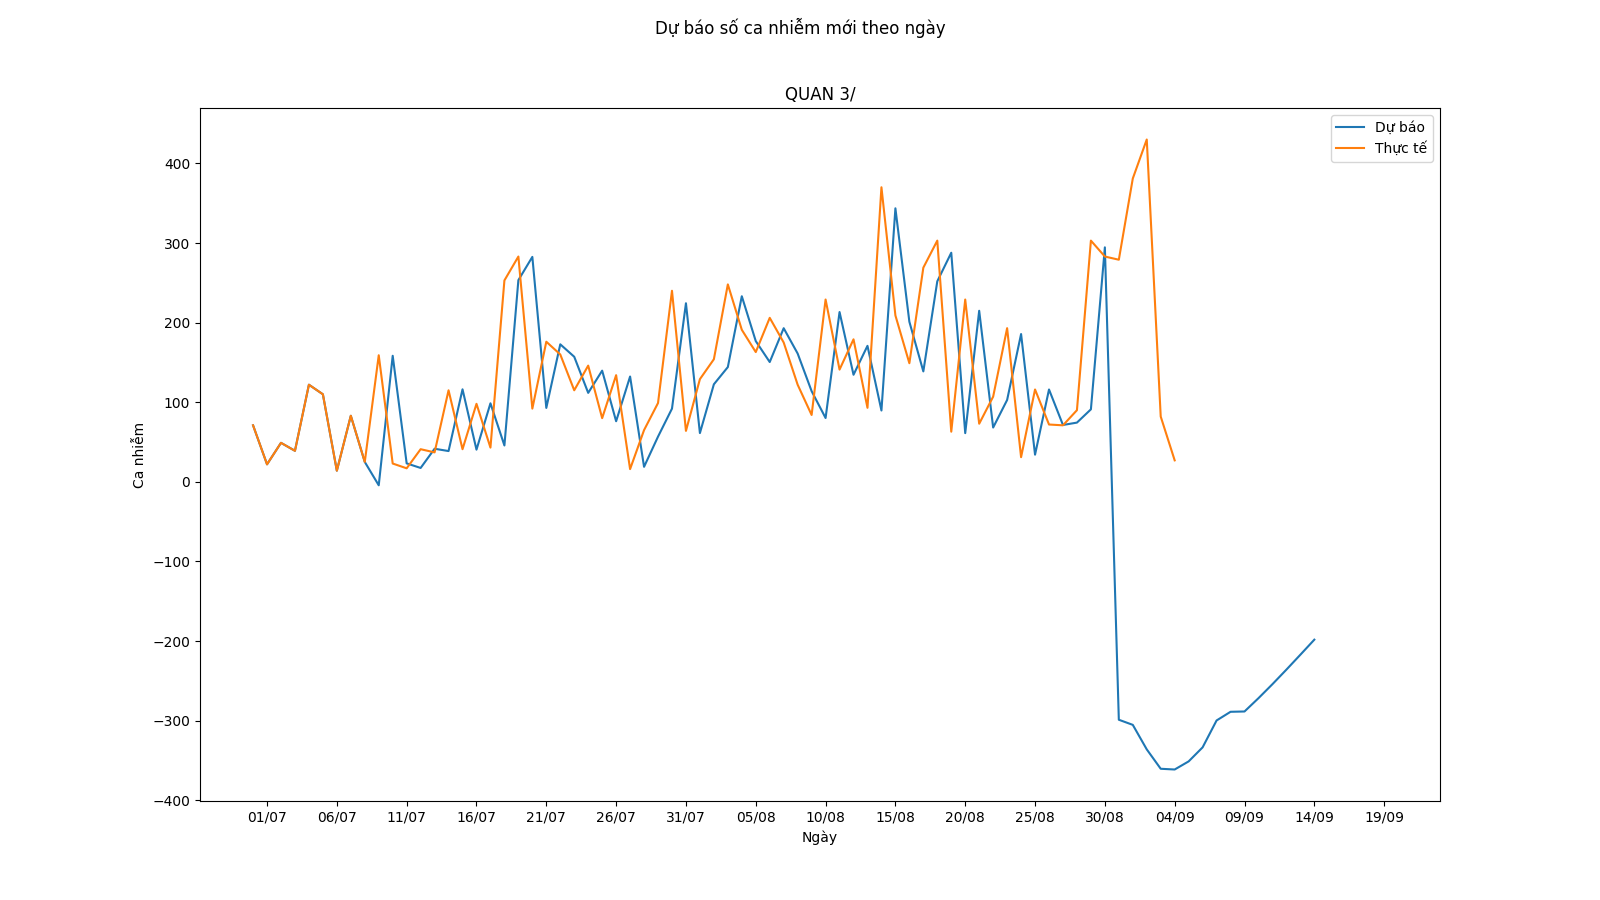 Dự báo số ca nhiễm mới theo ngày
QUAN 3/
Dự báo
Thực tế
400
300
200
100
0
−100
−200
−300
−400
Ca nhiễm
01/07 06/07 11/07 16/07 21/07 26/07 31/07 05/08 10/08 15/08 20/08 25/08 30/08 04/09 09/09 14/09 19/09
Ngày